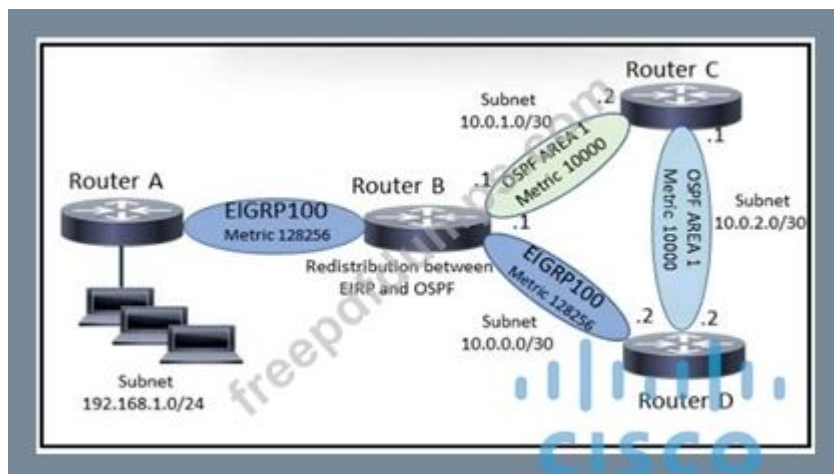 Router C
.2
Subnet
10.0.1.0/30
.1
Router A
Router B
OSPF AREA 1
Metric 10000
.1
EIGRP100
Metric 128256
OSPF AREA 1
Metric 10000
Subnet
10.0.2.0/30
.1
Redistribution between
EIRP and OSPF
EIGRP100
Metric 128256
Subnet
10.0.0.0/30
.2
.2
Subnet
192.168.1.0/24
Router D
freepdfdumps.com
CISCO